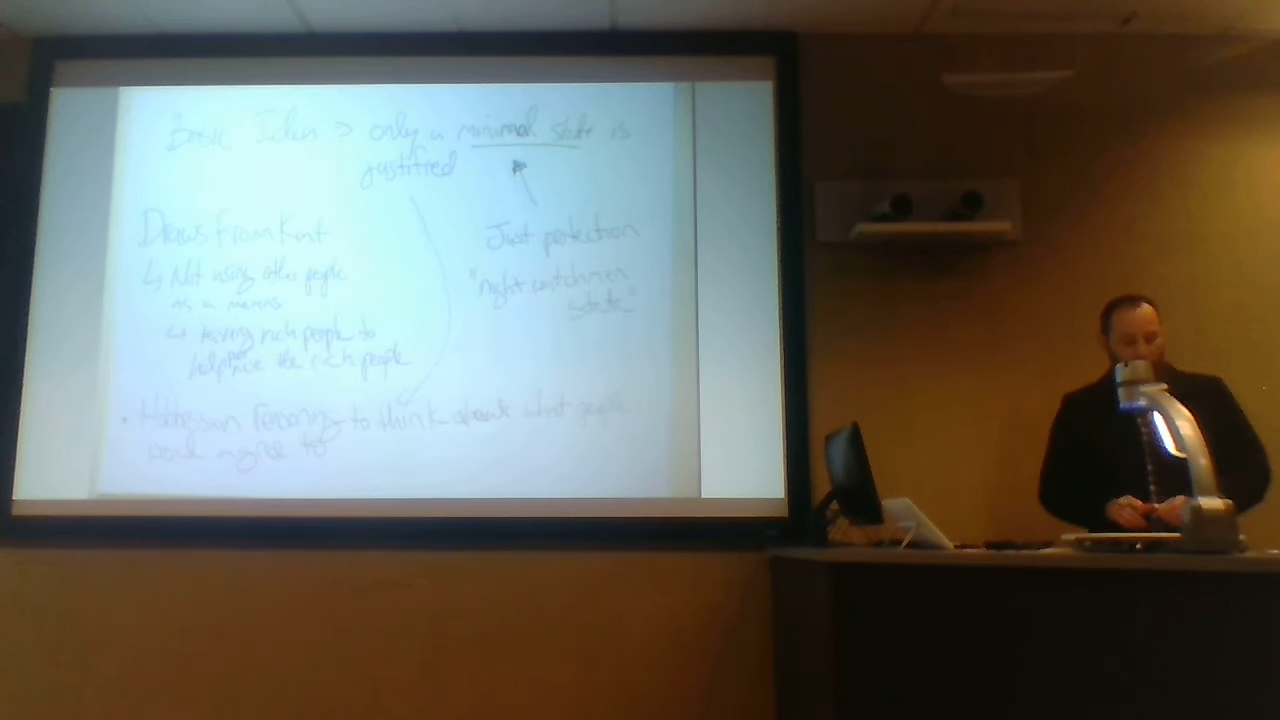 Basic Idea → only a minimal state is
justified
Draws from Kant
↳ Not using other people
as a means
↳ taxing rich people to
help poor use the rich people
Just protection
"night watchmen
state"
• Hobbesian Reasoning to think about what people
would agree to